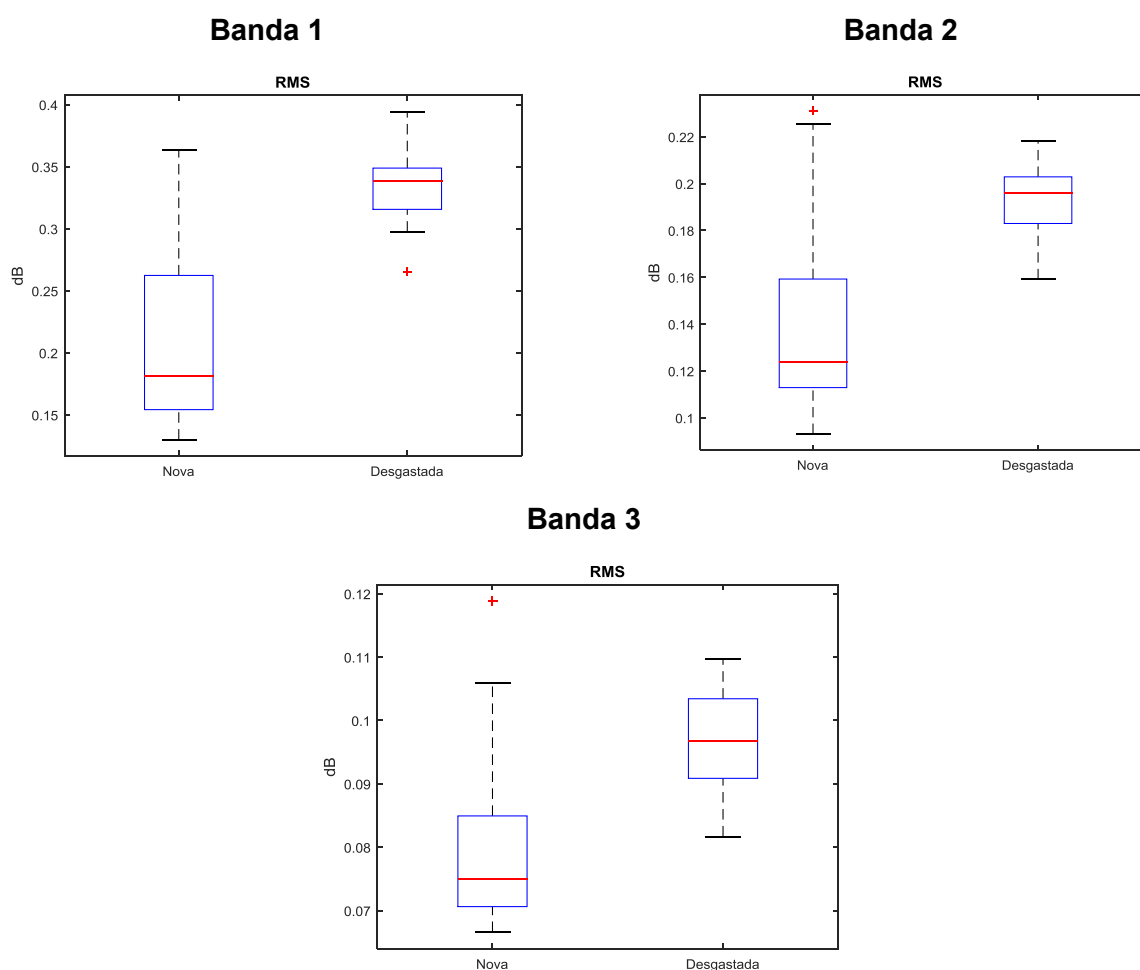 Banda 1
RMS
0.4
0.35
0.3
0.25
0.2
0.15
dB
Nova Desgastada
Banda 2
RMS
0.22
0.2
0.18
0.16
0.14
0.12
0.1
dB
Nova Desgastada
Banda 3
RMS
0.12
0.11
0.1
0.09
0.08
0.07
dB
Nova Desgastada